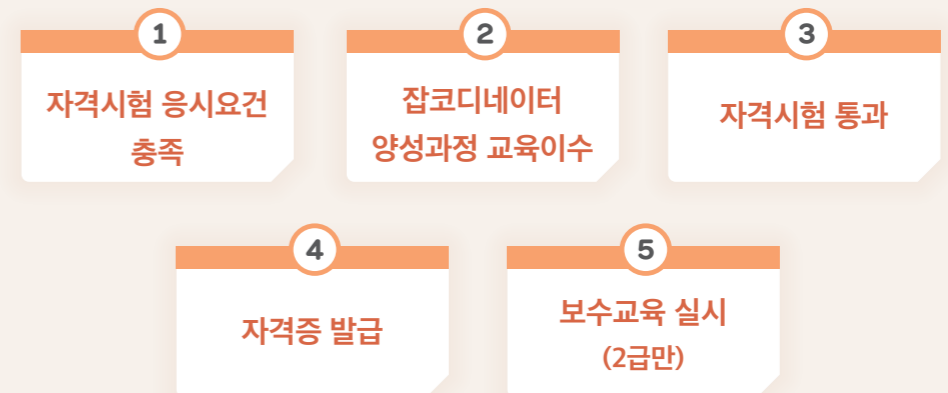 1
자격시험 응시요건
충족
2
잡코디네이터
양성과정 교육이수
3
자격시험 통과
4
자격증 발급
5
보수교육 실시
(2급만)